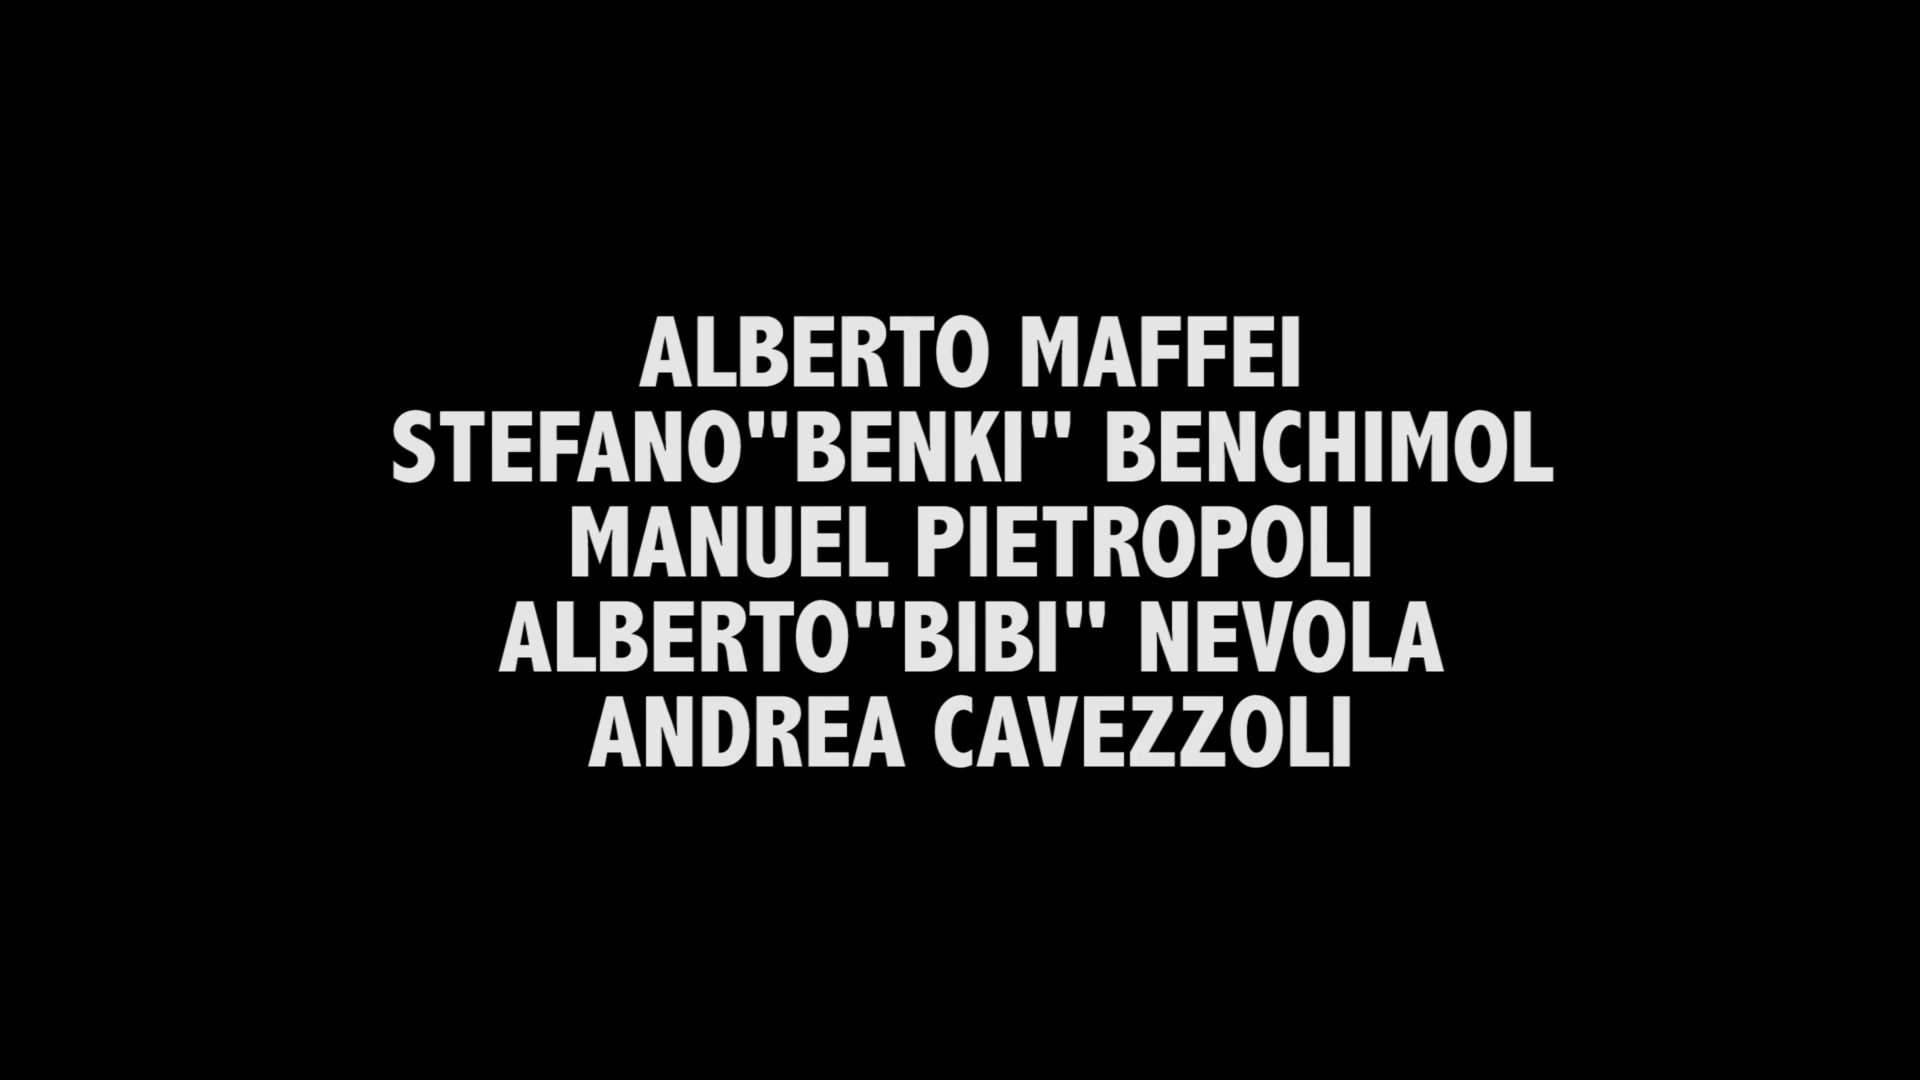 ALBERTO MAFFEI
STEFANO"BENKI" BENCHIMOL
MANUEL PIETROPOLI
ALBERTO"BIBI" NEVOLA
ANDREA CAVEZZOLI